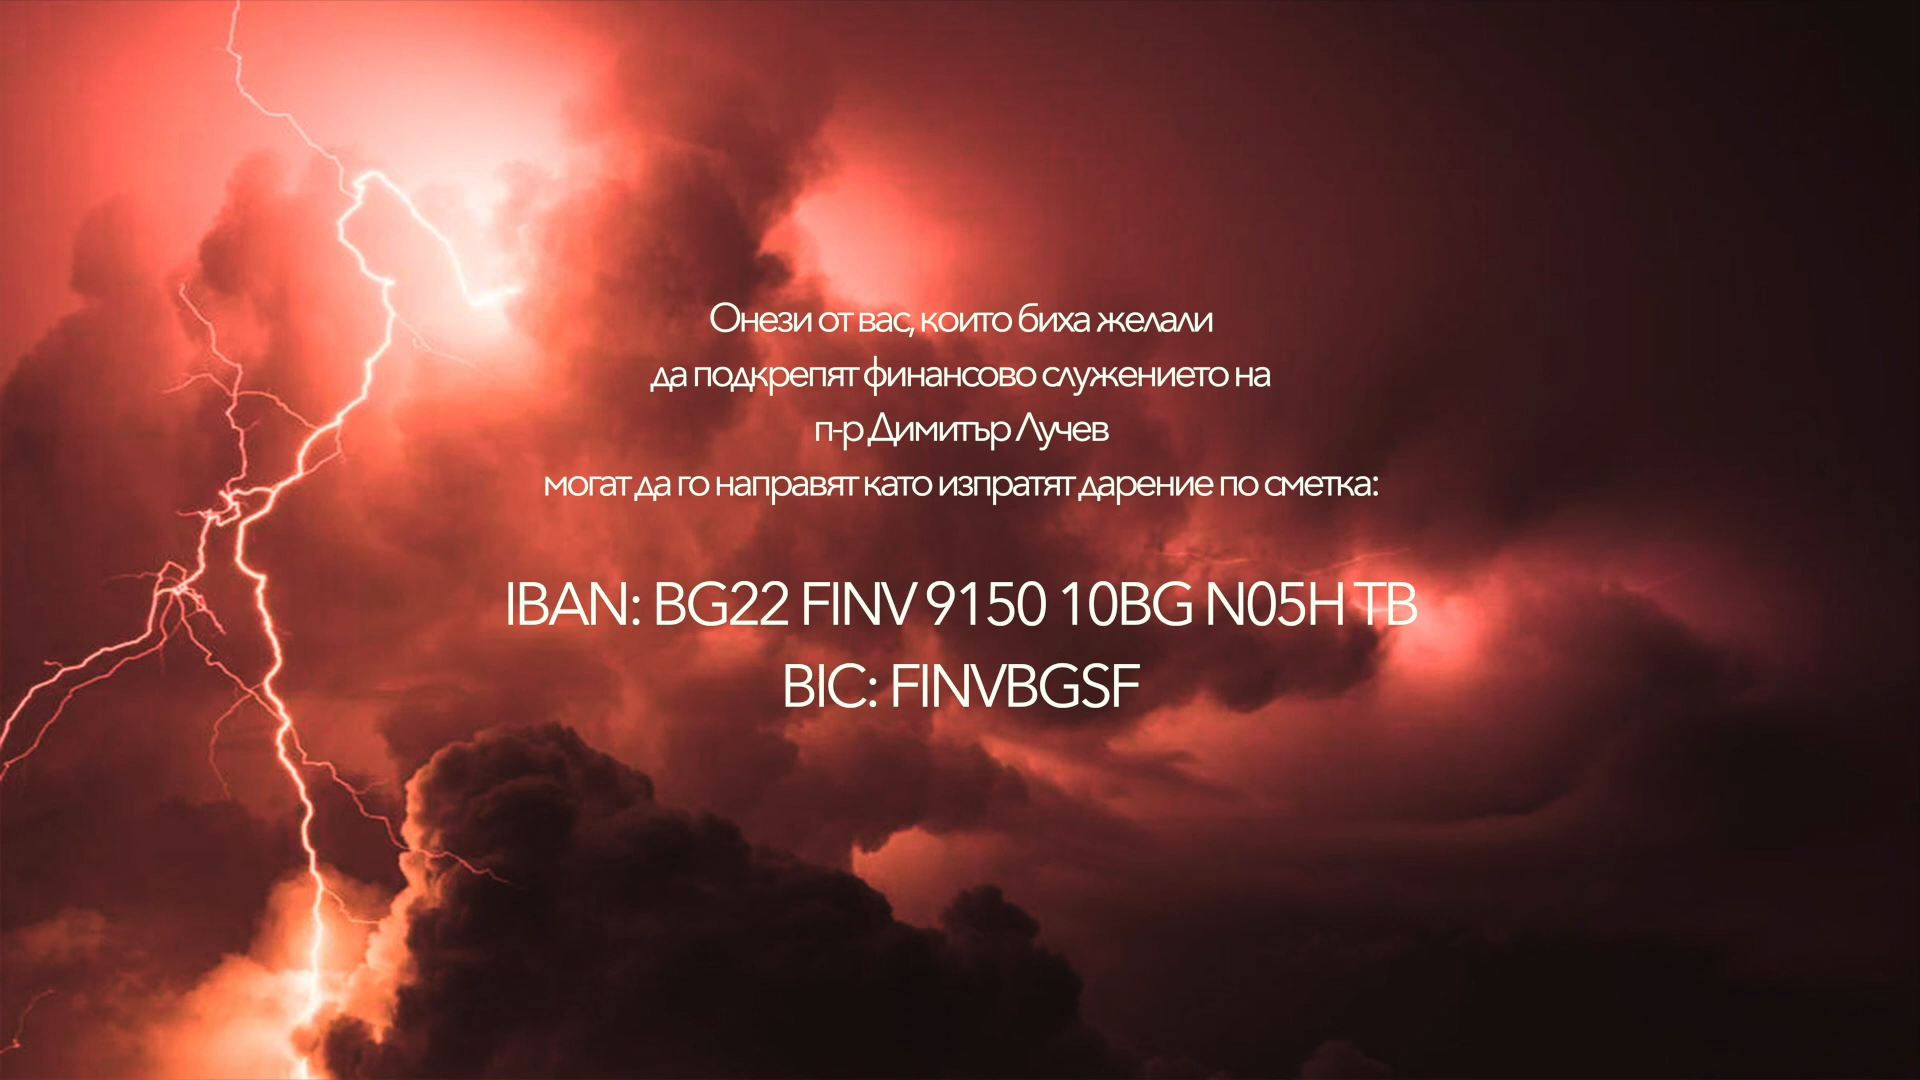 Онези от вас, които биха желали
да подкрепят финансово служението на
п-р Димитър Лучев
могат да го направят като изпратят дарение по сметка:
IBAN: BG22 FINV 9150 10BG N05H TB
BIC: FINVBGSF